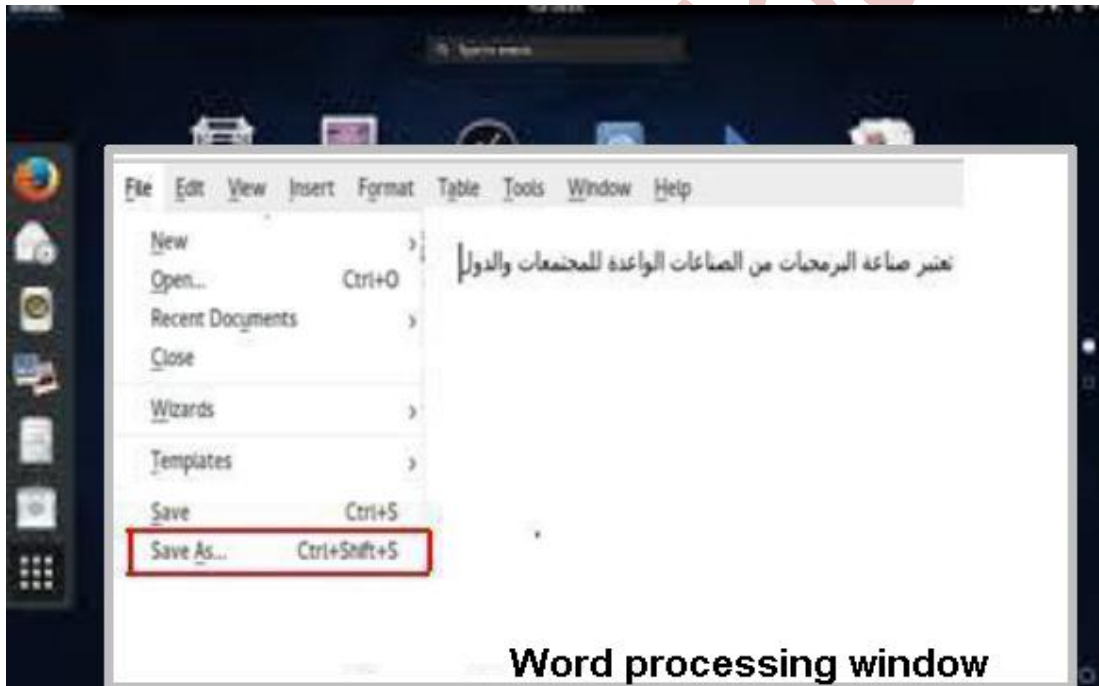 File Edit View Insert Format Table Tools Window Help
New
Open... Ctrl+O
Recent Documents
Close
Wizards
Templates
Save Ctrl+S
Save As... Ctrl+Shift+S
تعتبر صناعة البرمجيات من الصناعات الواعدة للمجتمعات والدول
Word processing window